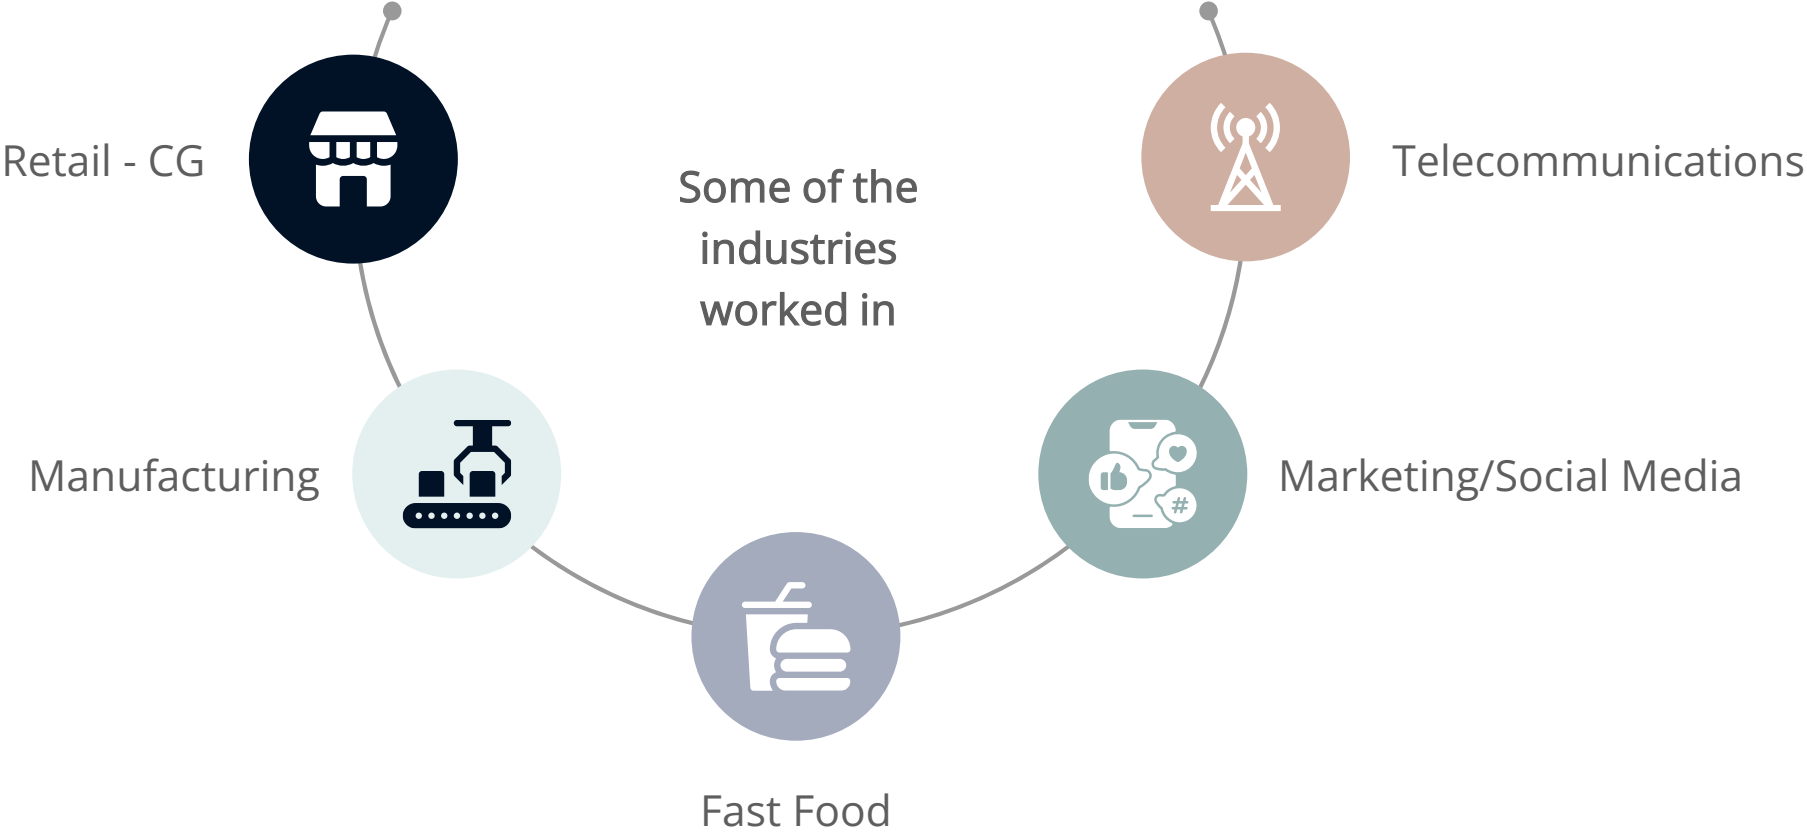 Retail - CG
Telecommunications
Some of the
industries
worked in
Manufacturing
Marketing/Social Media
#
Fast Food